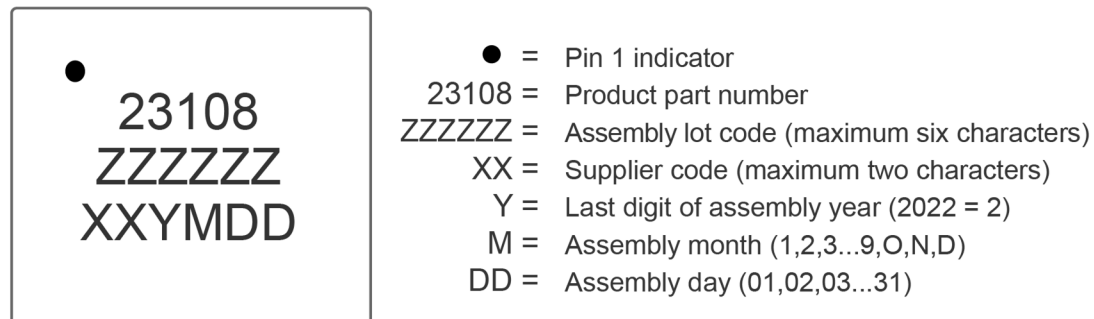 23108
ZZZZZZ
XXYMDD
● = Pin 1 indicator
23108 = Product part number
ZZZZZZ = Assembly lot code (maximum six characters)
XX = Supplier code (maximum two characters)
Y = Last digit of assembly year (2022 = 2)
M = Assembly month (1,2,3...9,O,N,D)
DD = Assembly day (01,02,03...31)